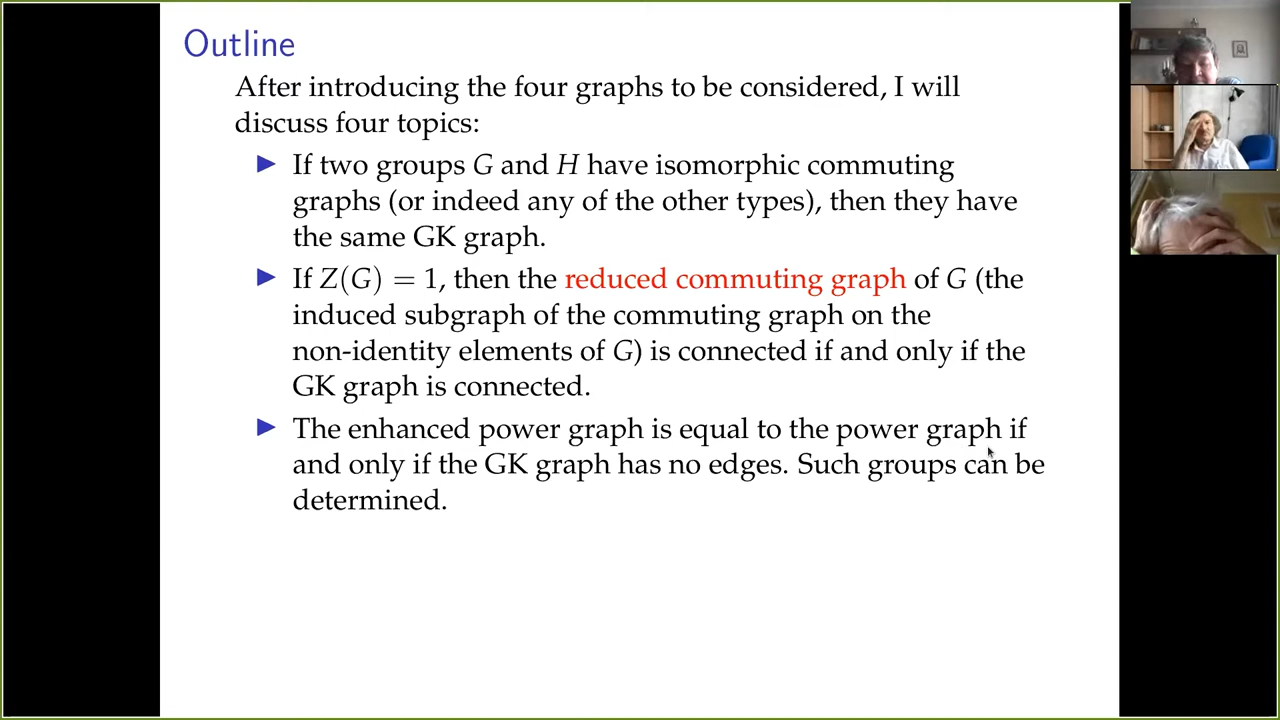 Outline
After introducing the four graphs to be considered, I will
discuss four topics:
▶ If two groups G and H have isomorphic commuting
graphs (or indeed any of the other types), then they have
the same GK graph.
▶ If Z(G) = 1, then the reduced commuting graph of G (the
induced subgraph of the commuting graph on the
non-identity elements of G) is connected if and only if the
GK graph is connected.
▶ The enhanced power graph is equal to the power graph if
and only if the GK graph has no edges. Such groups can be
determined.